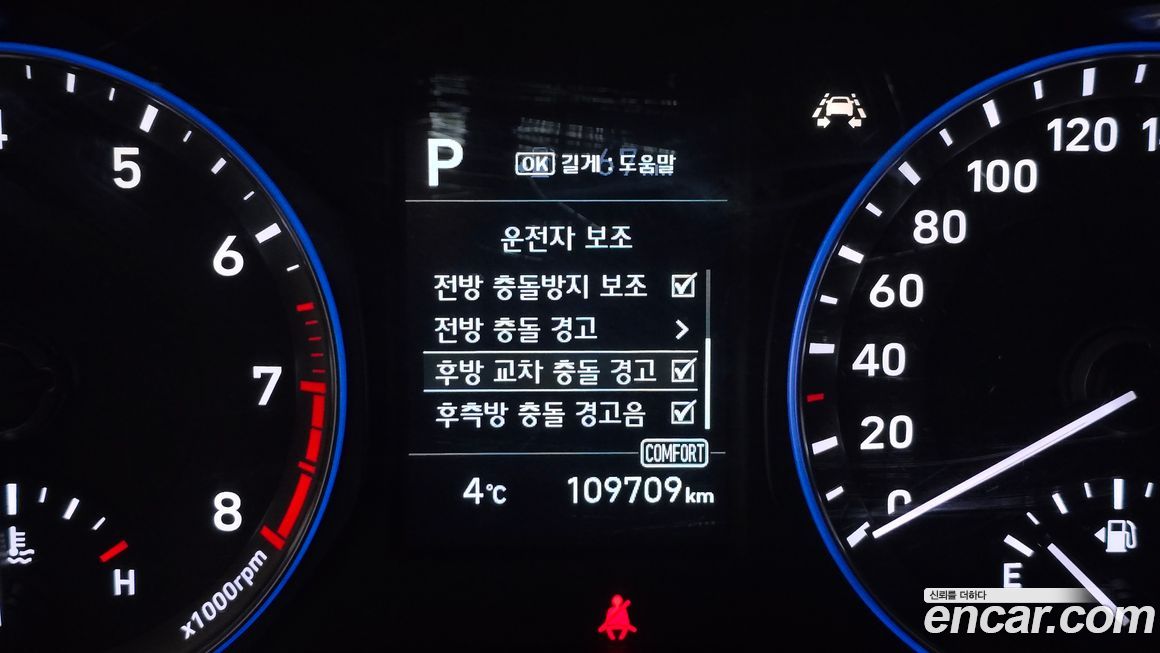 P
OK 길게 : 도움말
운전자 보조
전방 충돌방지 보조
전방 충돌 경고
후방 교차 충돌 경고
후측방 충돌 경고음
COMFORT
4℃ 109709 km
5
6
7
8
x1000rpm
H
0
20
40
60
80
100
120
E
신뢰를 더하다
encar.com